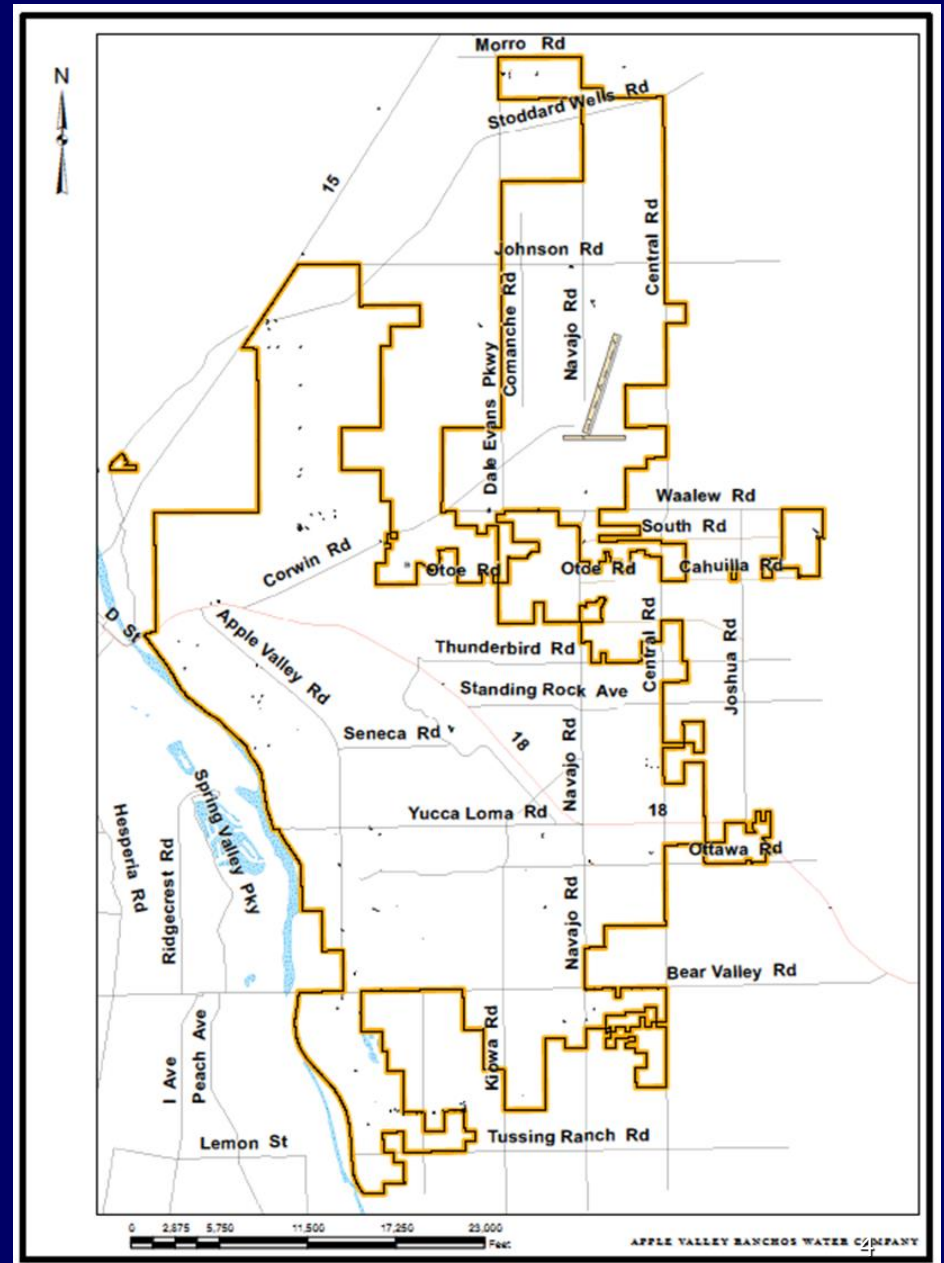 Morro Rd
N
Stoddard Wells Rd
15
Central Rd
Johnson Rd
Comanche Rd
Navajo Rd
Dale Evans Pkwy
Waalew Rd
South Rd
Corwin Rd
Otoe Rd
Otoe Rd
Cahuilla Rd
D St
Apple Valley Rd
Thunderbird Rd
Central Rd
Joshua Rd
Standing Rock Ave
Seneca Rd
18
Navajo Rd
Spring Valley Pky
Yucca Loma Rd
18
Hesperia Rd
Ridgecrest Rd
Ottawa Rd
Navajo Rd
Bear Valley Rd
Kiowa Rd
I Ave
Peach Ave
Lemon St
Tussing Ranch Rd
0 2,875 5,750 11,500 17,250 23,000
Feet
APPLE VALLEY RANCHOS WATER COMPANY
4